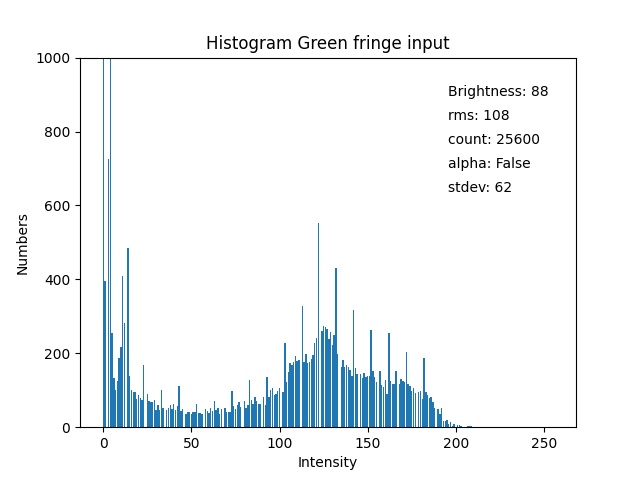 Histogram Green fringe input
1000
800
600
400
200
0
Numbers
Brightness: 88
rms: 108
count: 25600
alpha: False
stdev: 62
0 50 100 150 200 250
Intensity